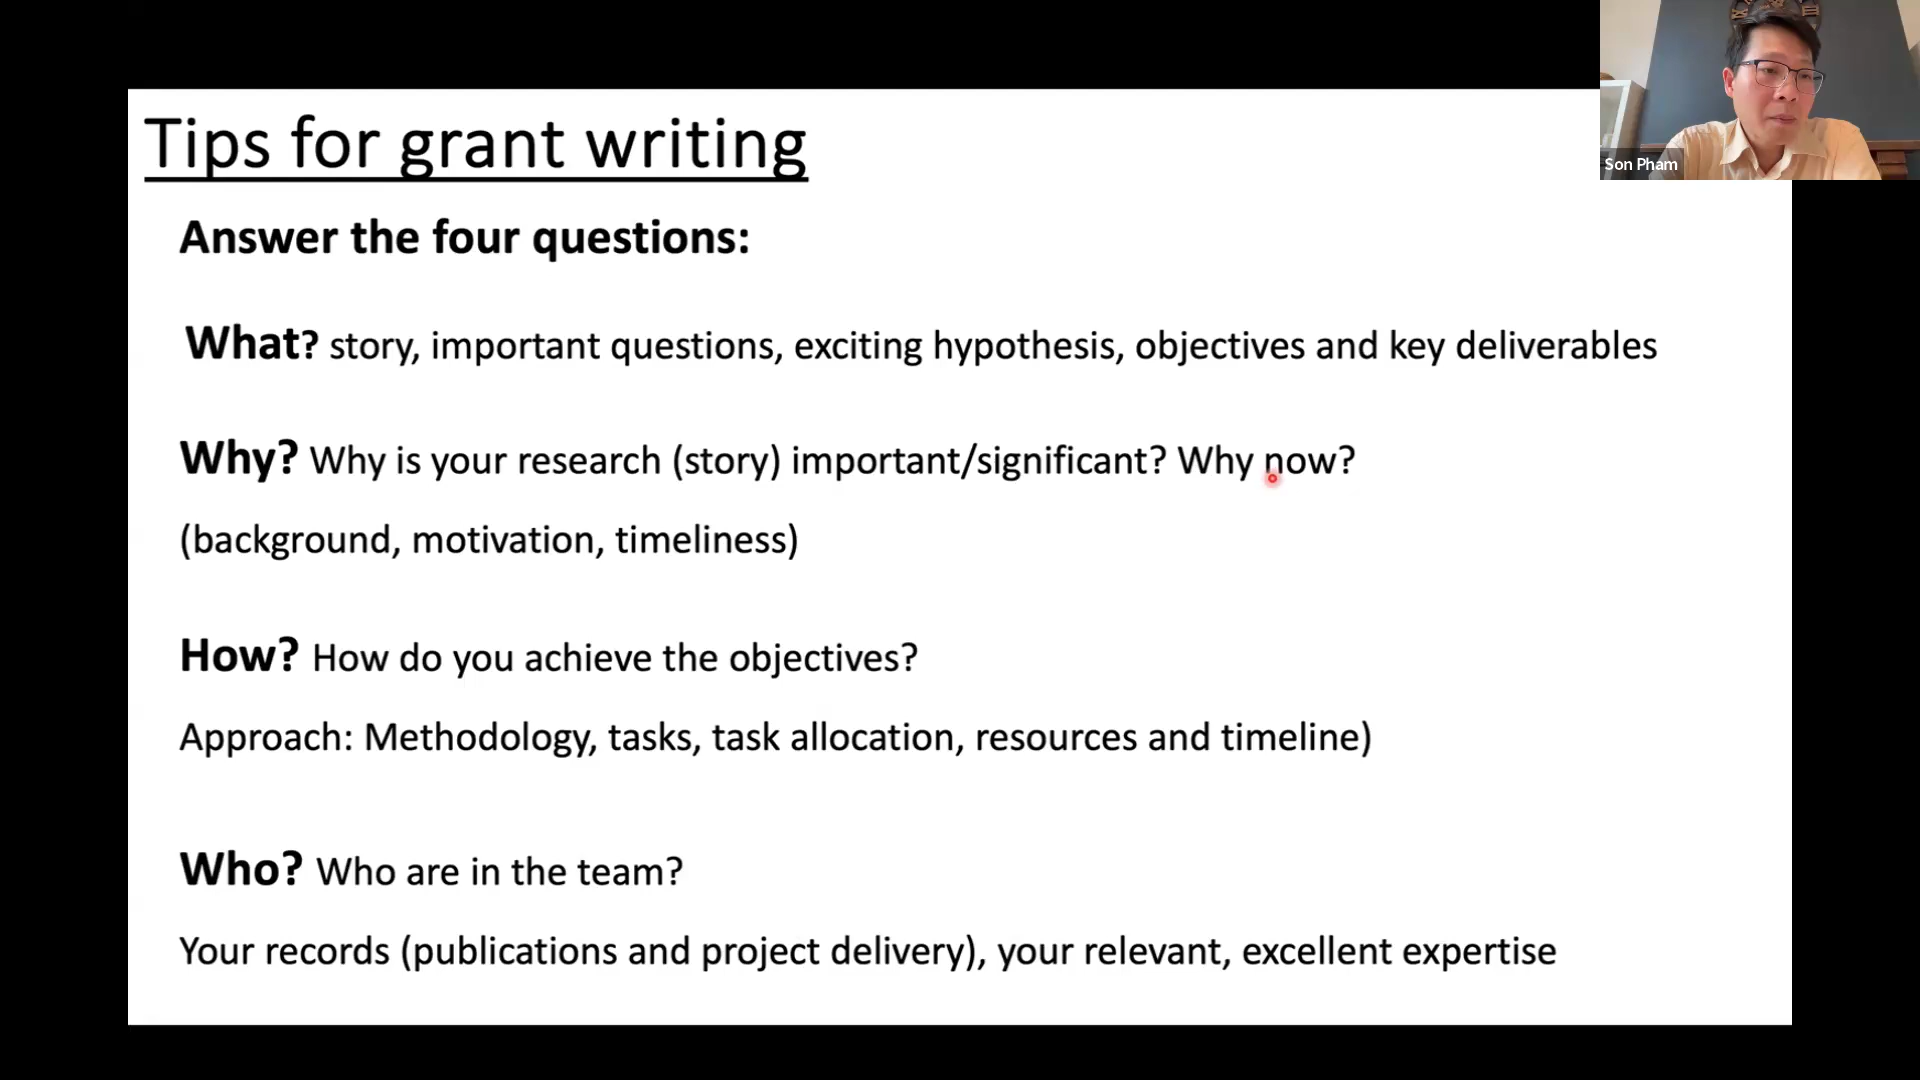 Tips for grant writing
Son Pham
Answer the four questions:
What? story, important questions, exciting hypothesis, objectives and key deliverables
Why? Why is your research (story) important/significant? Why now?
(background, motivation, timeliness)
How? How do you achieve the objectives?
Approach: Methodology, tasks, task allocation, resources and timeline)
Who? Who are in the team?
Your records (publications and project delivery), your relevant, excellent expertise